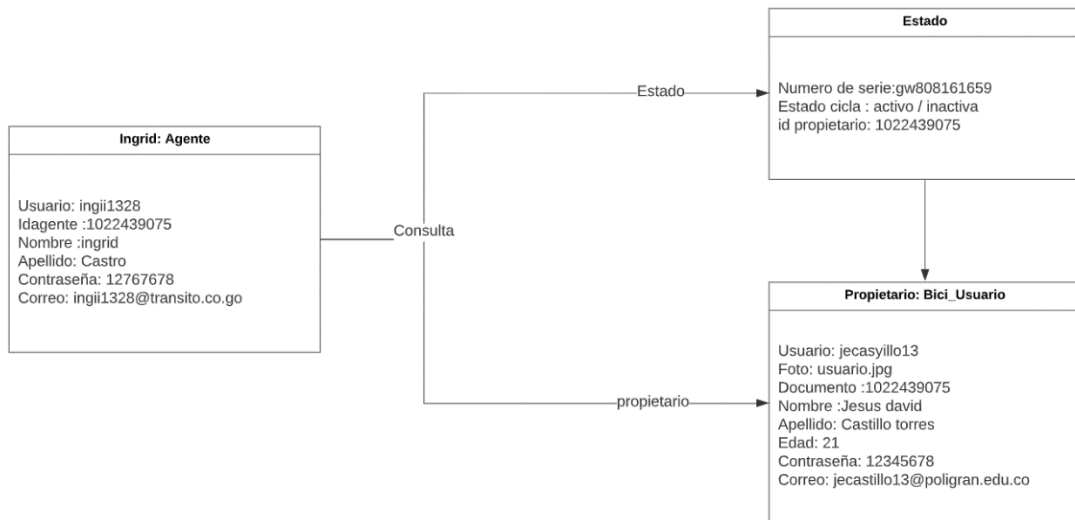 Estado
Numero de serie:gw808161659
Estado cicla : activo / inactiva
id propietario: 1022439075
Estado
Ingrid: Agente
Usuario: ingii1328
Idagente :1022439075
Nombre :ingrid
Apellido: Castro
Contraseña: 12767678
Correo: ingii1328@transito.co.go
Consulta
propietario
Propietario: Bici_Usuario
Usuario: jecasyillo13
Foto: usuario.jpg
Documento :1022439075
Nombre :Jesus david
Apellido: Castillo torres
Edad: 21
Contraseña: 12345678
Correo: jecastillo13@poligran.edu.co